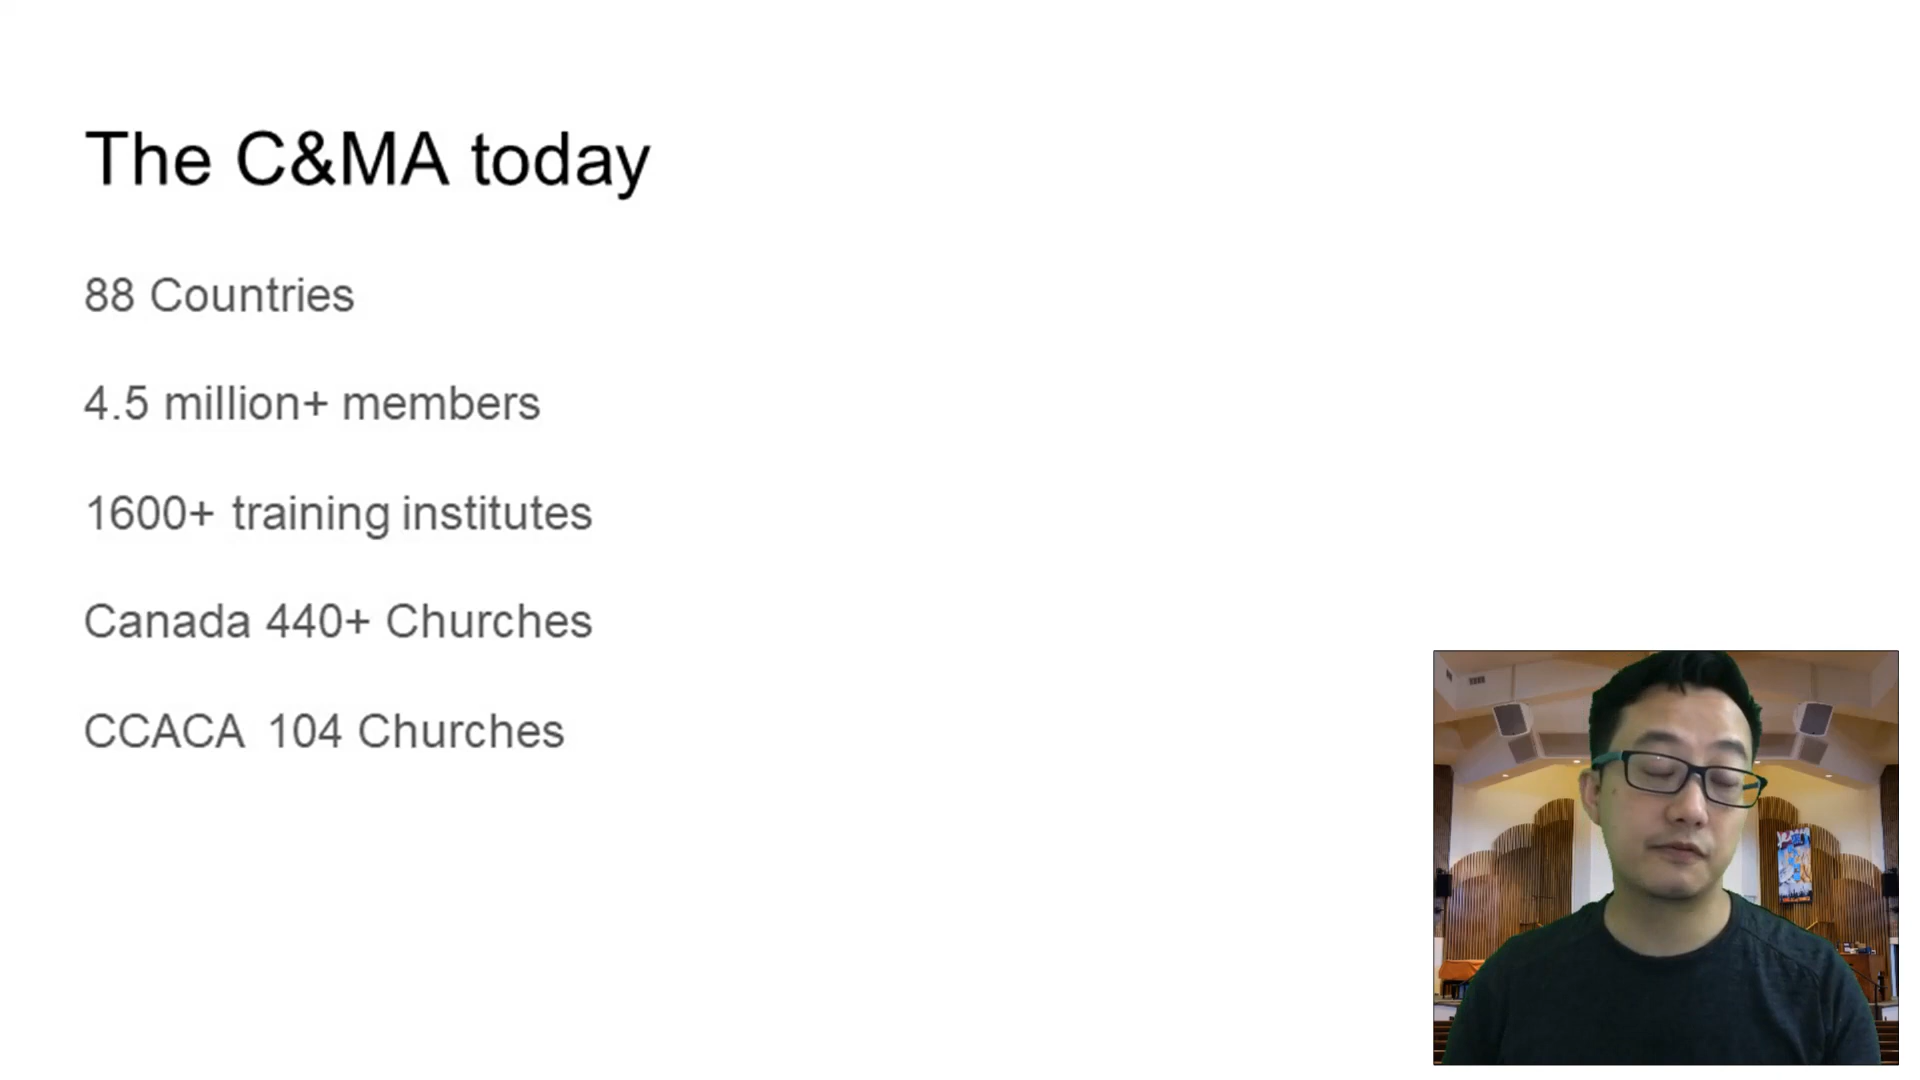 The C&MA today
88 Countries
4.5 million+ members
1600+ training institutes
Canada 440+ Churches
CCACA 104 Churches